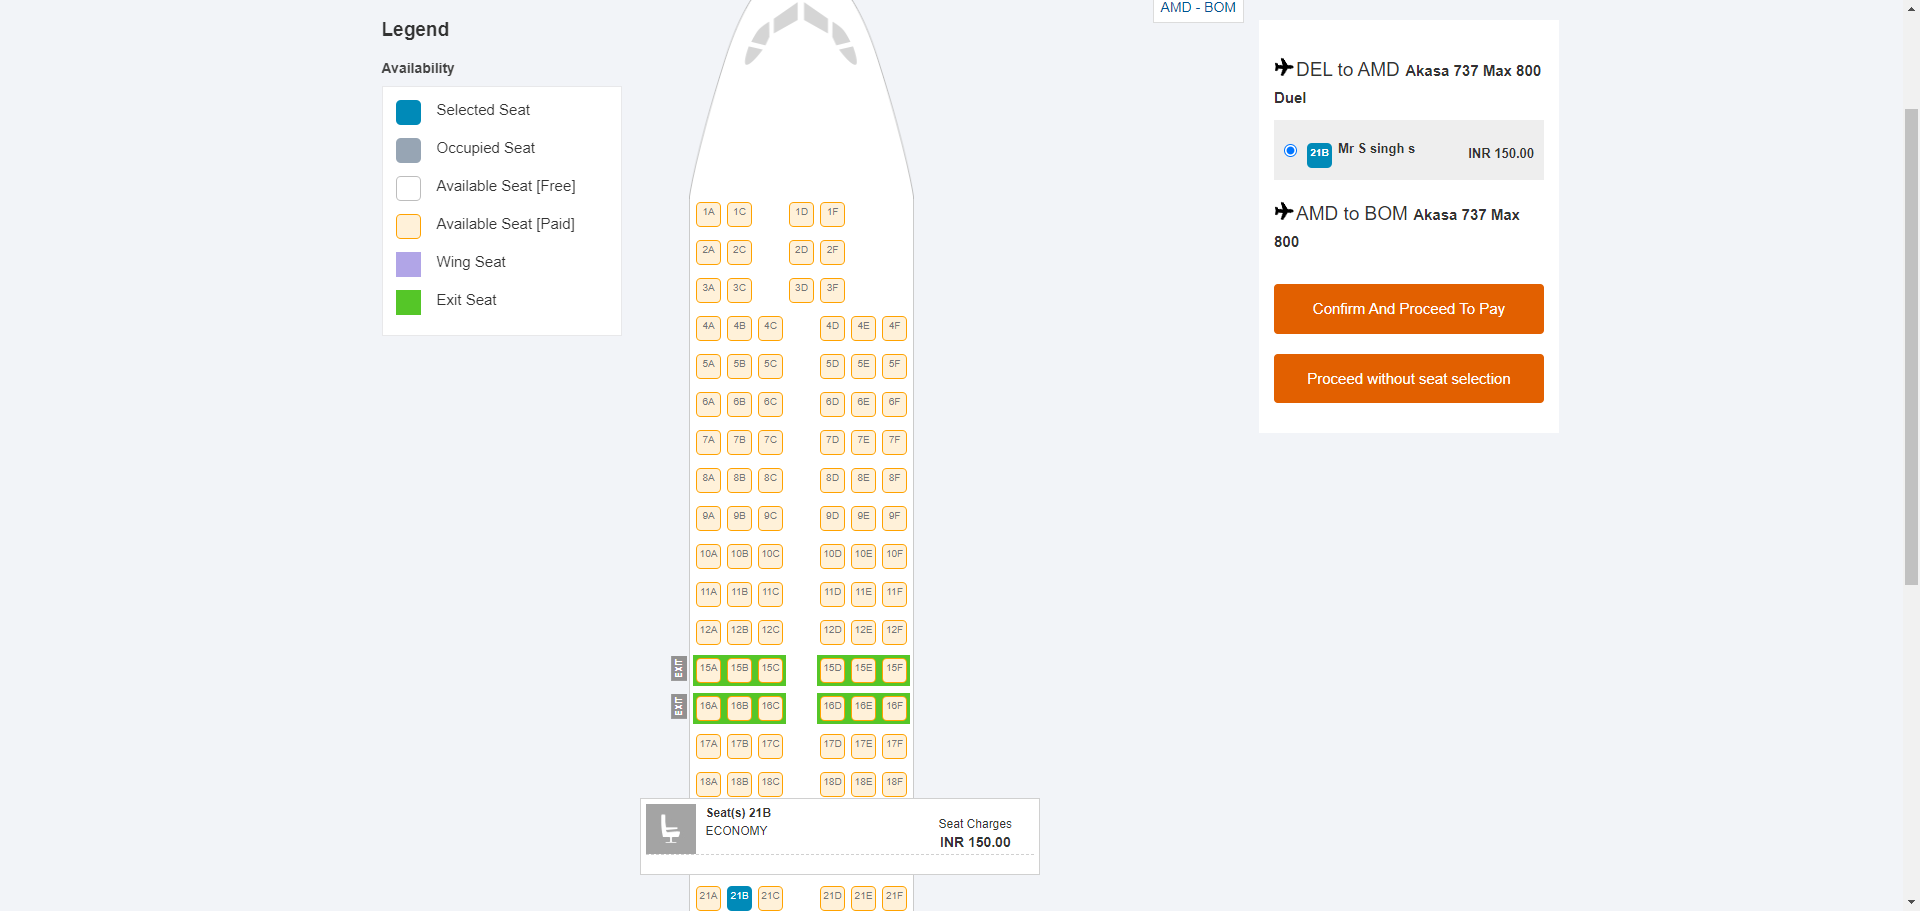 AMD - BOM
Legend
Availability
Selected Seat
Occupied Seat
Available Seat [Free]
Available Seat [Paid]
Wing Seat
Exit Seat
1A 1C 1D 1F
2A 2C 2D 2F
3A 3C 3D 3F
4A 4B 4C 4D 4E 4F
5A 5B 5C 5D 5E 5F
6A 6B 6C 6D 6E 6F
7A 7B 7C 7D 7E 7F
8A 8B 8C 8D 8E 8F
9A 9B 9C 9D 9E 9F
10A 10B 10C 10D 10E 10F
11A 11B 11C 11D 11E 11F
12A 12B 12C 12D 12E 12F
EXIT 15A 15B 15C 15D 15E 15F
EXIT 16A 16B 16C 16D 16E 16F
17A 17B 17C 17D 17E 17F
18A 18B 18C 18D 18E 18F
Seat(s) 21B
ECONOMY
Seat Charges
INR 150.00
21A 21B 21C 21D 21E 21F
DEL to AMD Akasa 737 Max 800
Duel
21B Mr S singh s INR 150.00
AMD to BOM Akasa 737 Max
800
Confirm And Proceed To Pay
Proceed without seat selection